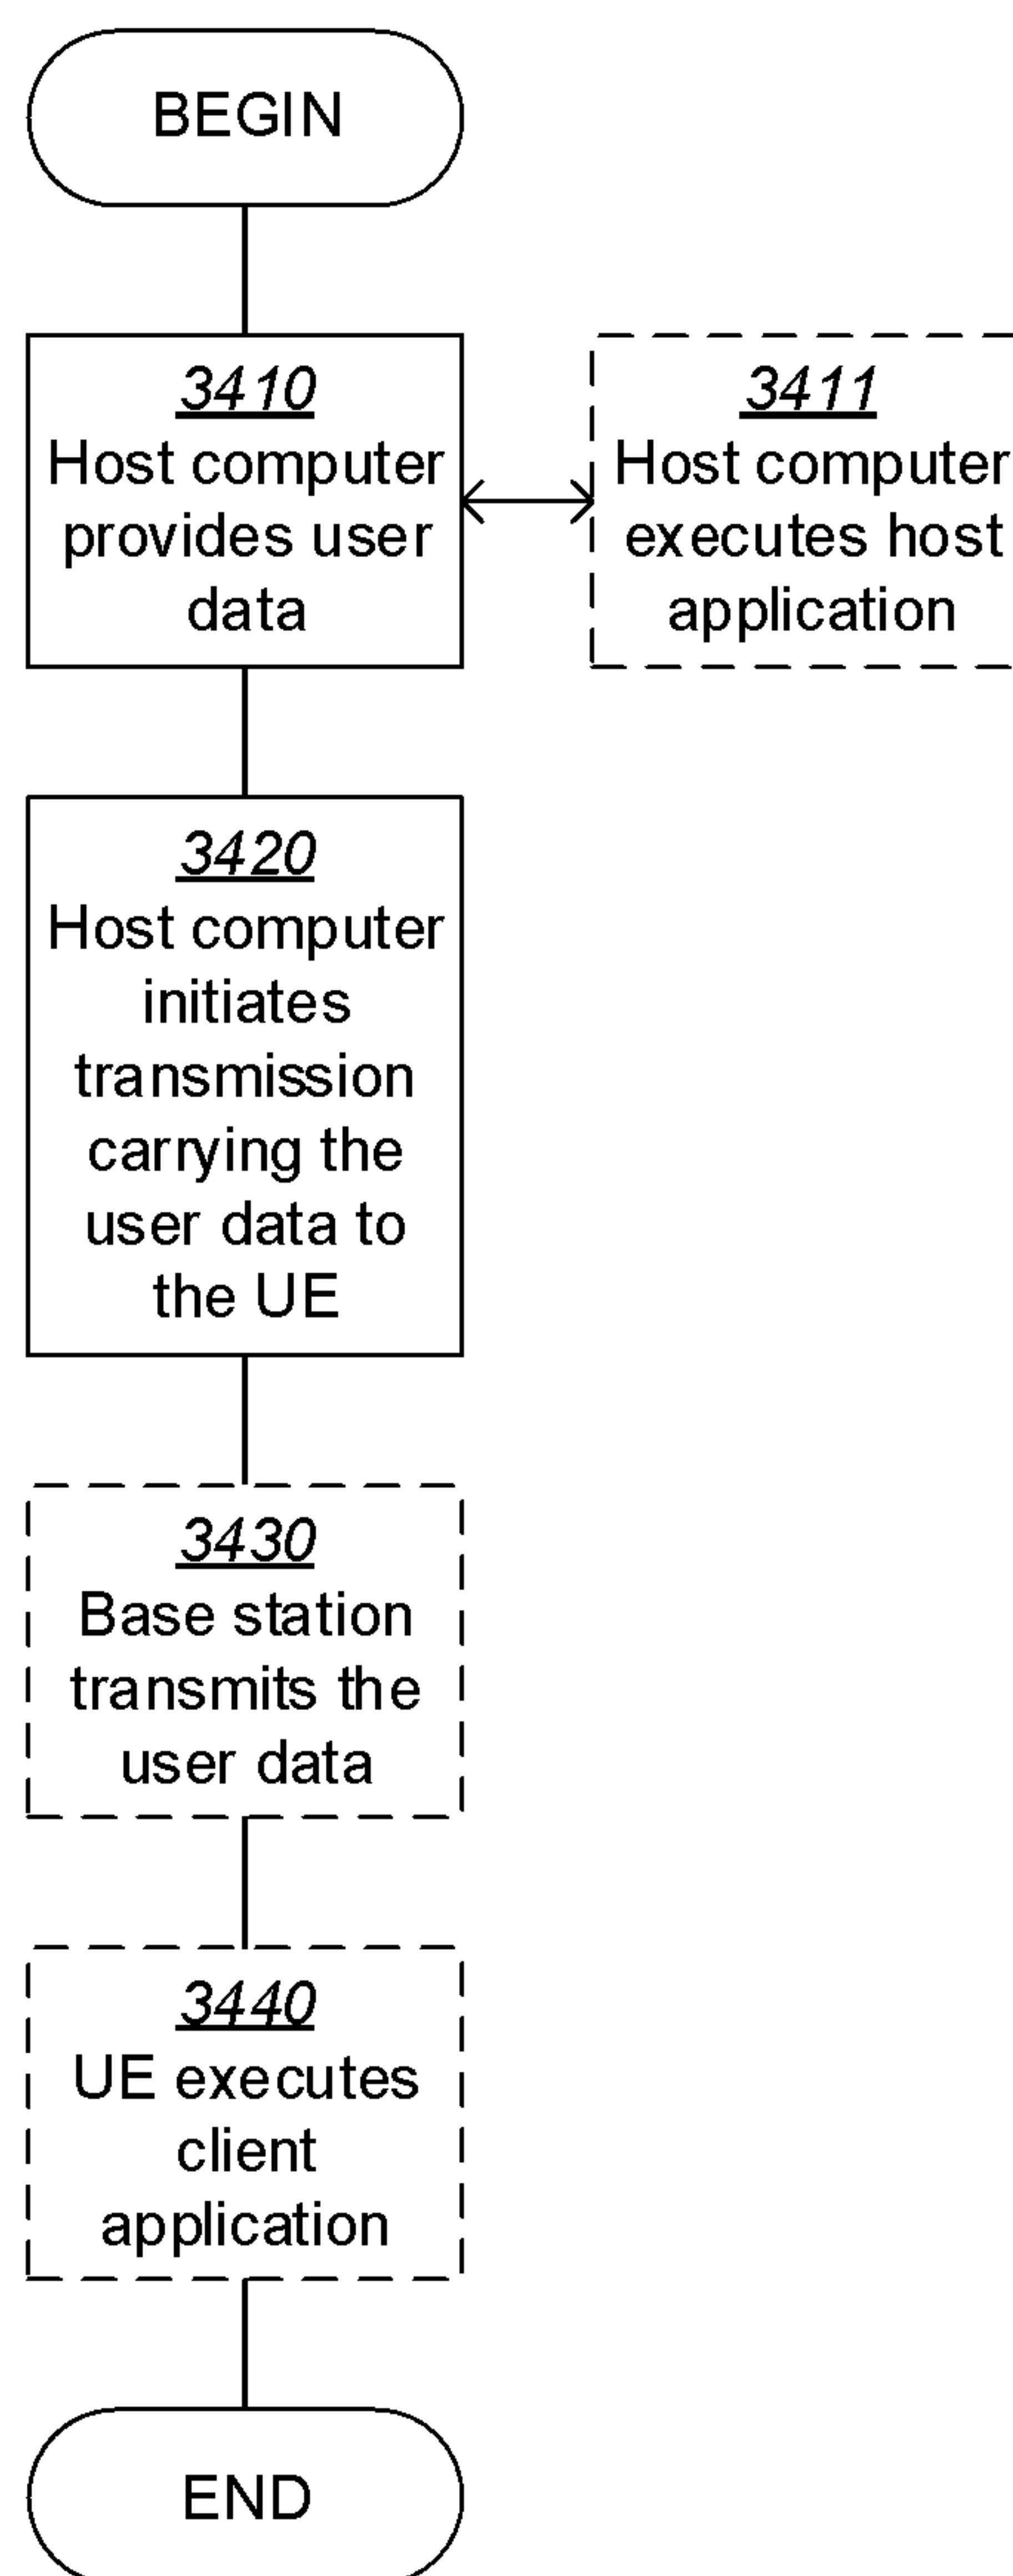 BEGIN
3410
Host computer
provides user
data
3411
Host computer
executes host
application
3420
Host computer
initiates
transmission
carrying the
user data to
the UE
3430
Base station
transmits the
user data
3440
UE executes
client
application
END